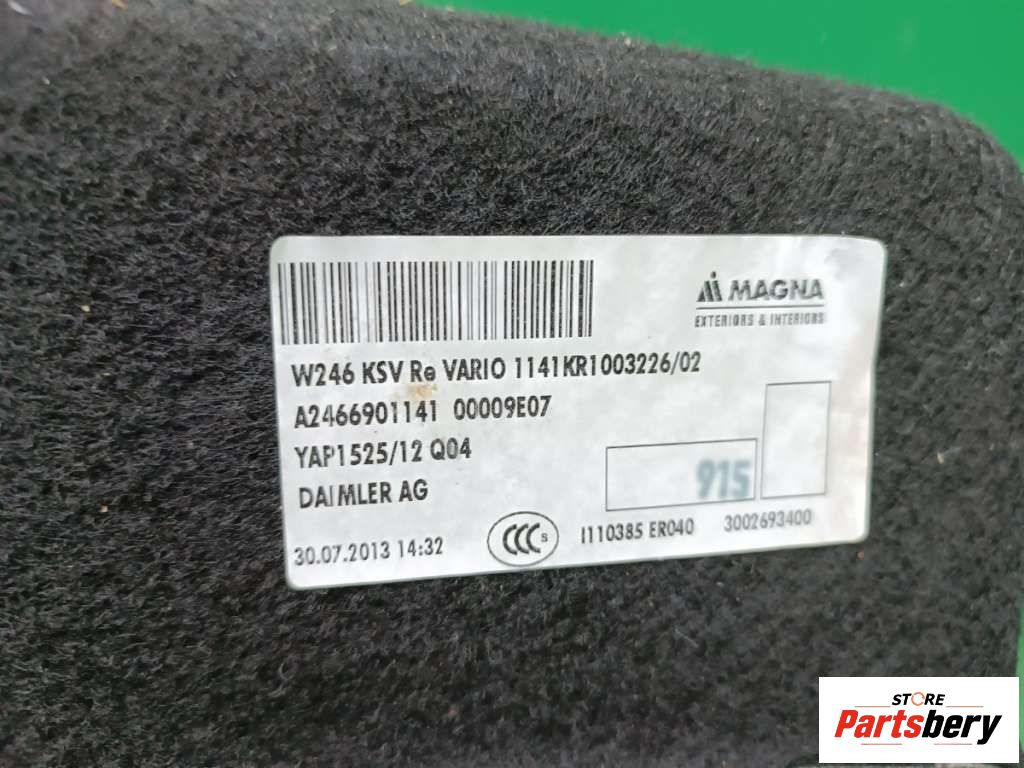 MAGNA
EXTERIORS & INTERIORS
W246 KSV Re VARIO 1141KR1003226/02
A2466901141 00009E07
YAP1525/12 Q04
DAIMLER AG
915
30.07.2013 14:32
CCC S
I110385 ER040
3002693400
STORE
Partsbery